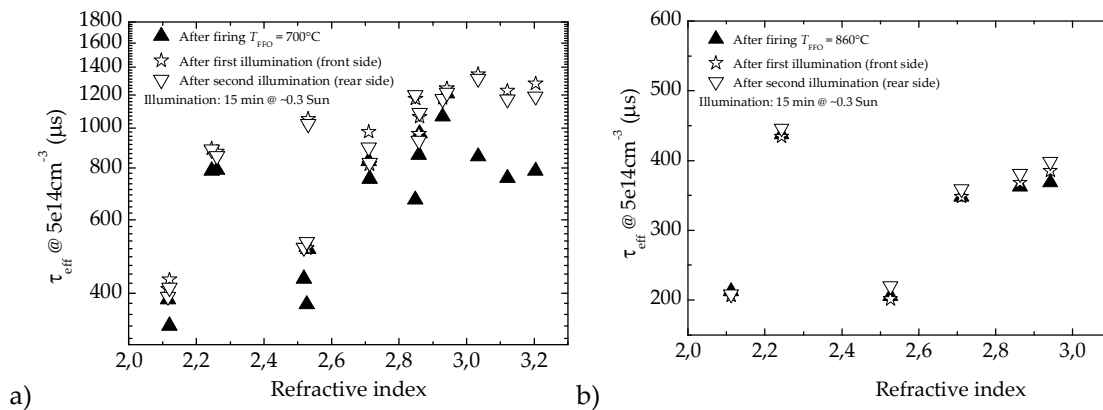 1800
1600
1400
1200
1000
800
600
400
τeff @ 5e14cm-3 (μs)
▲ After firing TFFO = 700°C
☆ After first illumination (front side)
▽ After second illumination (rear side)
Illumination: 15 min @ ~0.3 Sun
2,0 2,2 2,4 2,6 2,8 3,0 3,2
Refractive index
a)
600
500
400
300
200
τeff @ 5e14cm-3 (μs)
▲ After firing TFFO = 860°C
☆ After first illumination (front side)
▽ After second illumination (rear side)
Illumination: 15 min @ ~0.3 Sun
2,0 2,2 2,4 2,6 2,8 3,0
Refractive index
b)